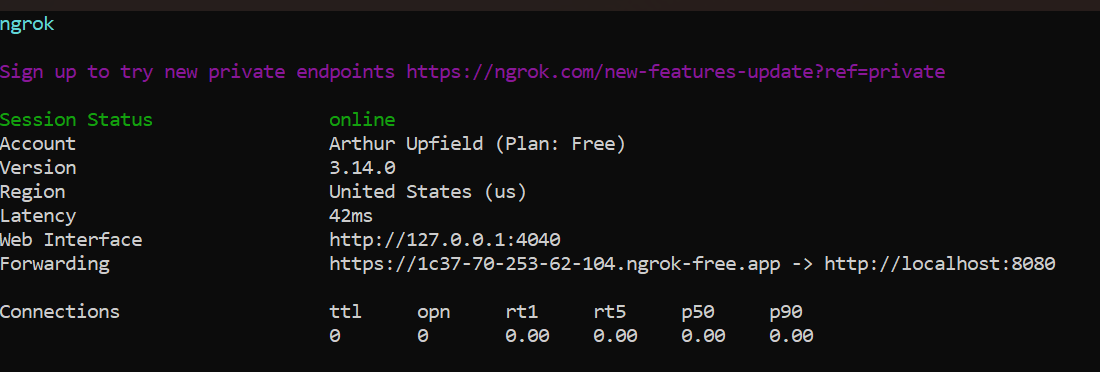 ngrok
Sign up to try new private endpoints https://ngrok.com/new-features-update?ref=private
Session Status online
Account Arthur Upfield (Plan: Free)
Version 3.14.0
Region United States (us)
Latency 42ms
Web Interface http://127.0.0.1:4040
Forwarding https://1c37-70-253-62-104.ngrok-free.app -> http://localhost:8080
Connections ttl opn rt1 rt5 p50 p90
0 0 0.00 0.00 0.00 0.00